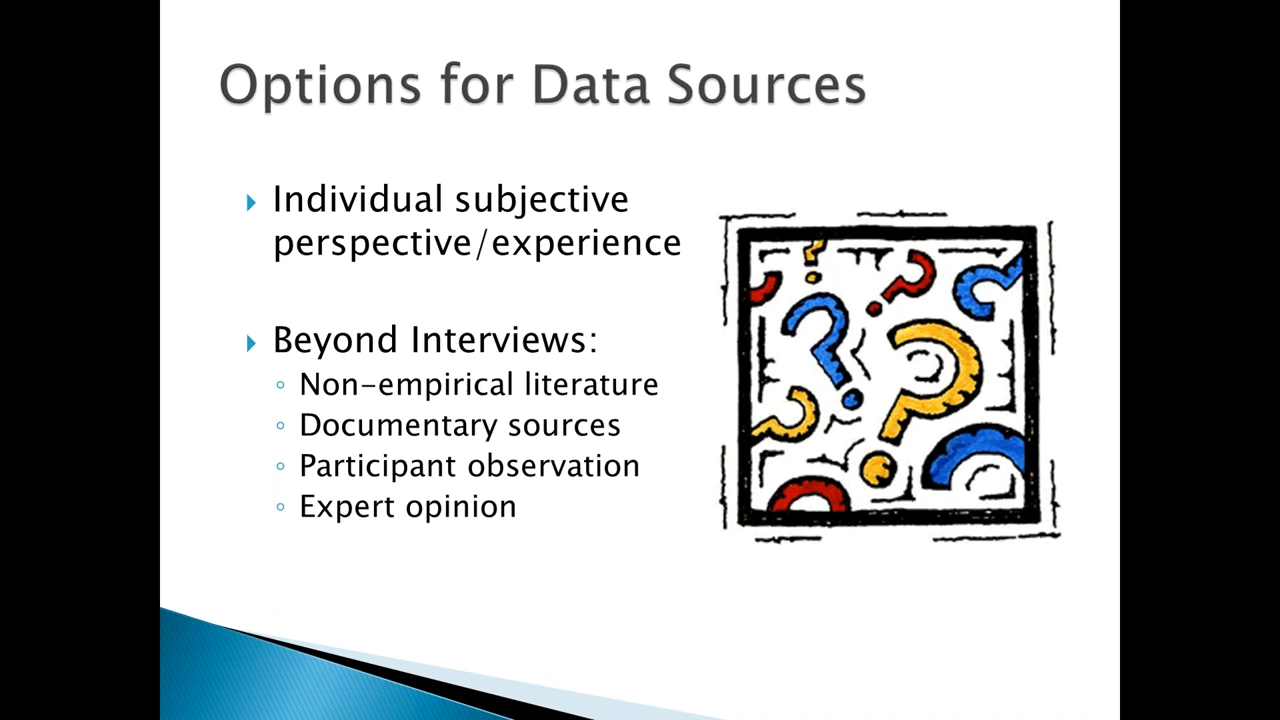 Options for Data Sources
Individual subjective
perspective/experience
Beyond Interviews:
Non-empirical literature
Documentary sources
Participant observation
Expert opinion